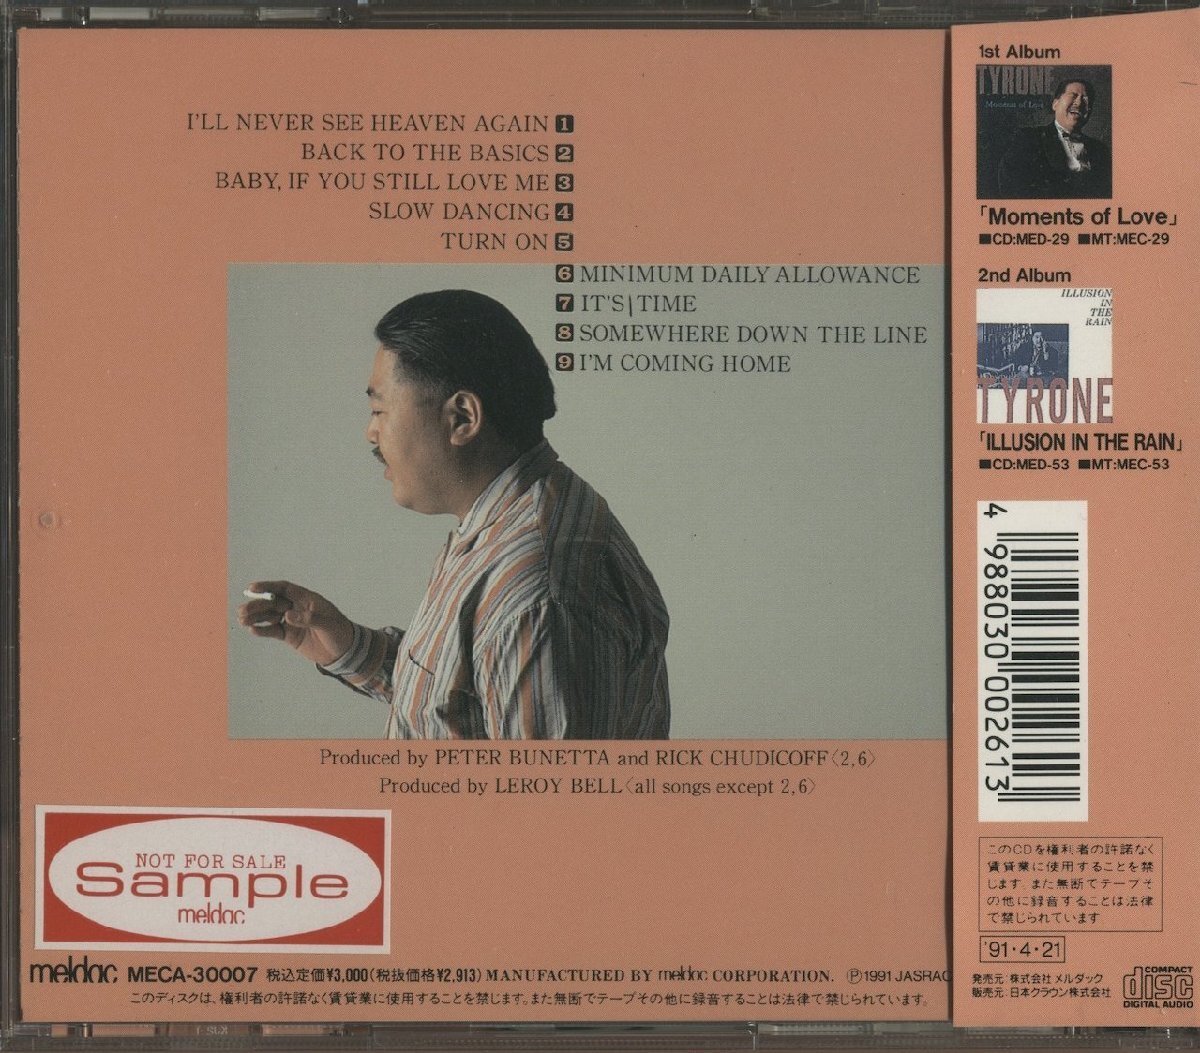 I'LL NEVER SEE HEAVEN AGAIN 1
BACK TO THE BASICS 2
BABY, IF YOU STILL LOVE ME 3
SLOW DANCING 4
TURN ON 5
6 MINIMUM DAILY ALLOWANCE
7 IT'S TIME
8 SOMEWHERE DOWN THE LINE
9 I'M COMING HOME
Produced by PETER BUNETTA and RICK CHUDICOFF〈2,6〉
Produced by LEROY BELL〈all songs except 2,6〉
NOT FOR SALE
Sample
meldac
meldac MECA-30007 税込定価¥3,000(税抜価格¥2,913) MANUFACTURED BY meldac CORPORATION. Ⓟ1991 JASRAC
このディスクは、権利者の許諾なく賃貸業に使用することを禁じます。また無断でテープその他に録音することは法律で禁じられています。
1st Album
TYRONE
Moments of Love
「Moments of Love」
■CD:MED-29 ■MT:MEC-29
2nd Album
ILLUSION
IN
THE
RAIN
TYRONE
「ILLUSION IN THE RAIN」
■CD:MED-53 ■MT:MEC-53
4 988030 002613
このCDを権利者の許諾なく
賃貸業に使用することを禁
じます。また無断でテープそ
の他に録音することは法律
で禁じられています
'91・4・21
発売元 株式会社 メルダック
販売元 日本クラウン株式会社
COMPACT
disc
DIGITAL AUDIO